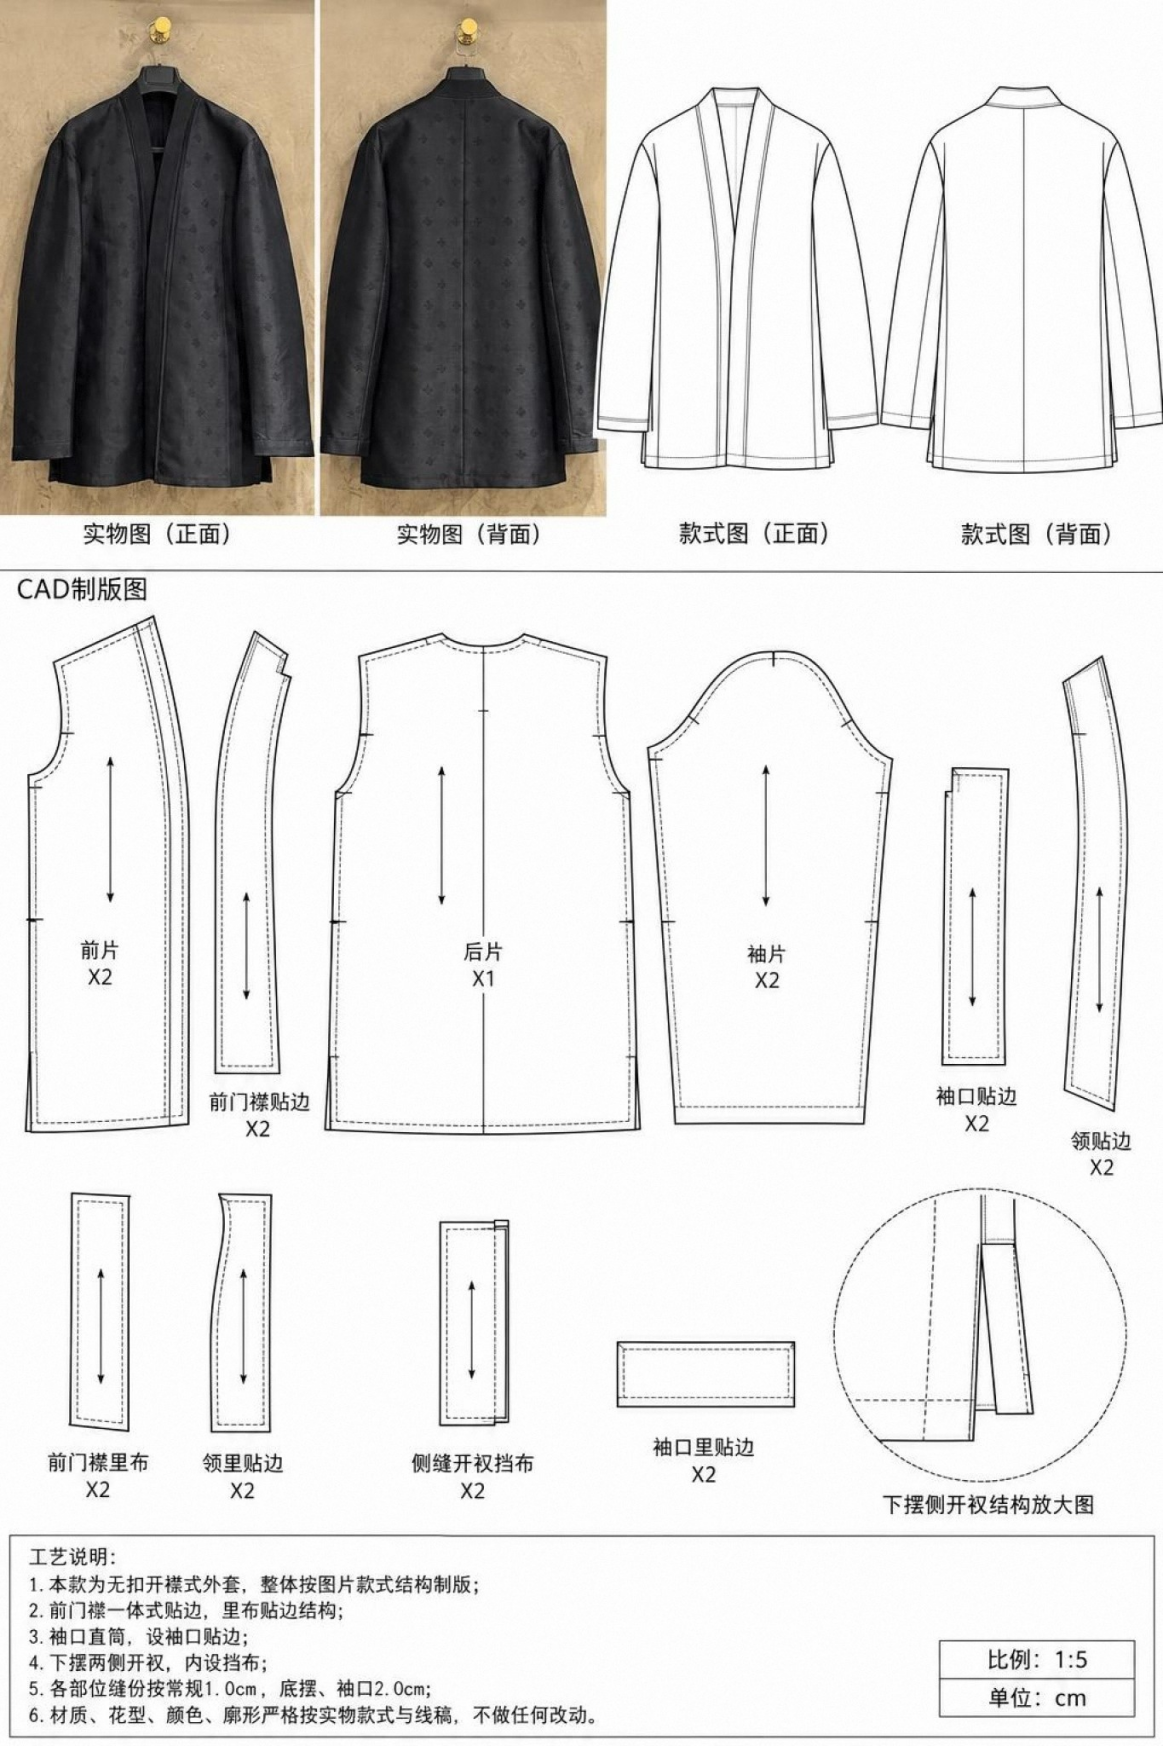 实物图（正面）
实物图（背面）
款式图（正面）
款式图（背面）
CAD制版图
前片
X2
前门襟贴边
X2
后片
X1
袖片
X2
袖口贴边
X2
领贴边
X2
前门襟里布
X2
领里贴边
X2
侧缝开衩挡布
X2
袖口里贴边
X2
下摆侧开衩结构放大图
工艺说明：
1. 本款为无扣开襟式外套，整体按图片款式结构制版；
2. 前门襟一体式贴边，里布贴边结构；
3. 袖口直筒，设袖口贴边；
4. 下摆两侧开衩，内设挡布；
5. 各部位缝份按常规1.0cm，底摆、袖口2.0cm；
6. 材质、花型、颜色、廓形严格按实物款式与线稿，不做任何改动。
比例：1:5
单位：cm